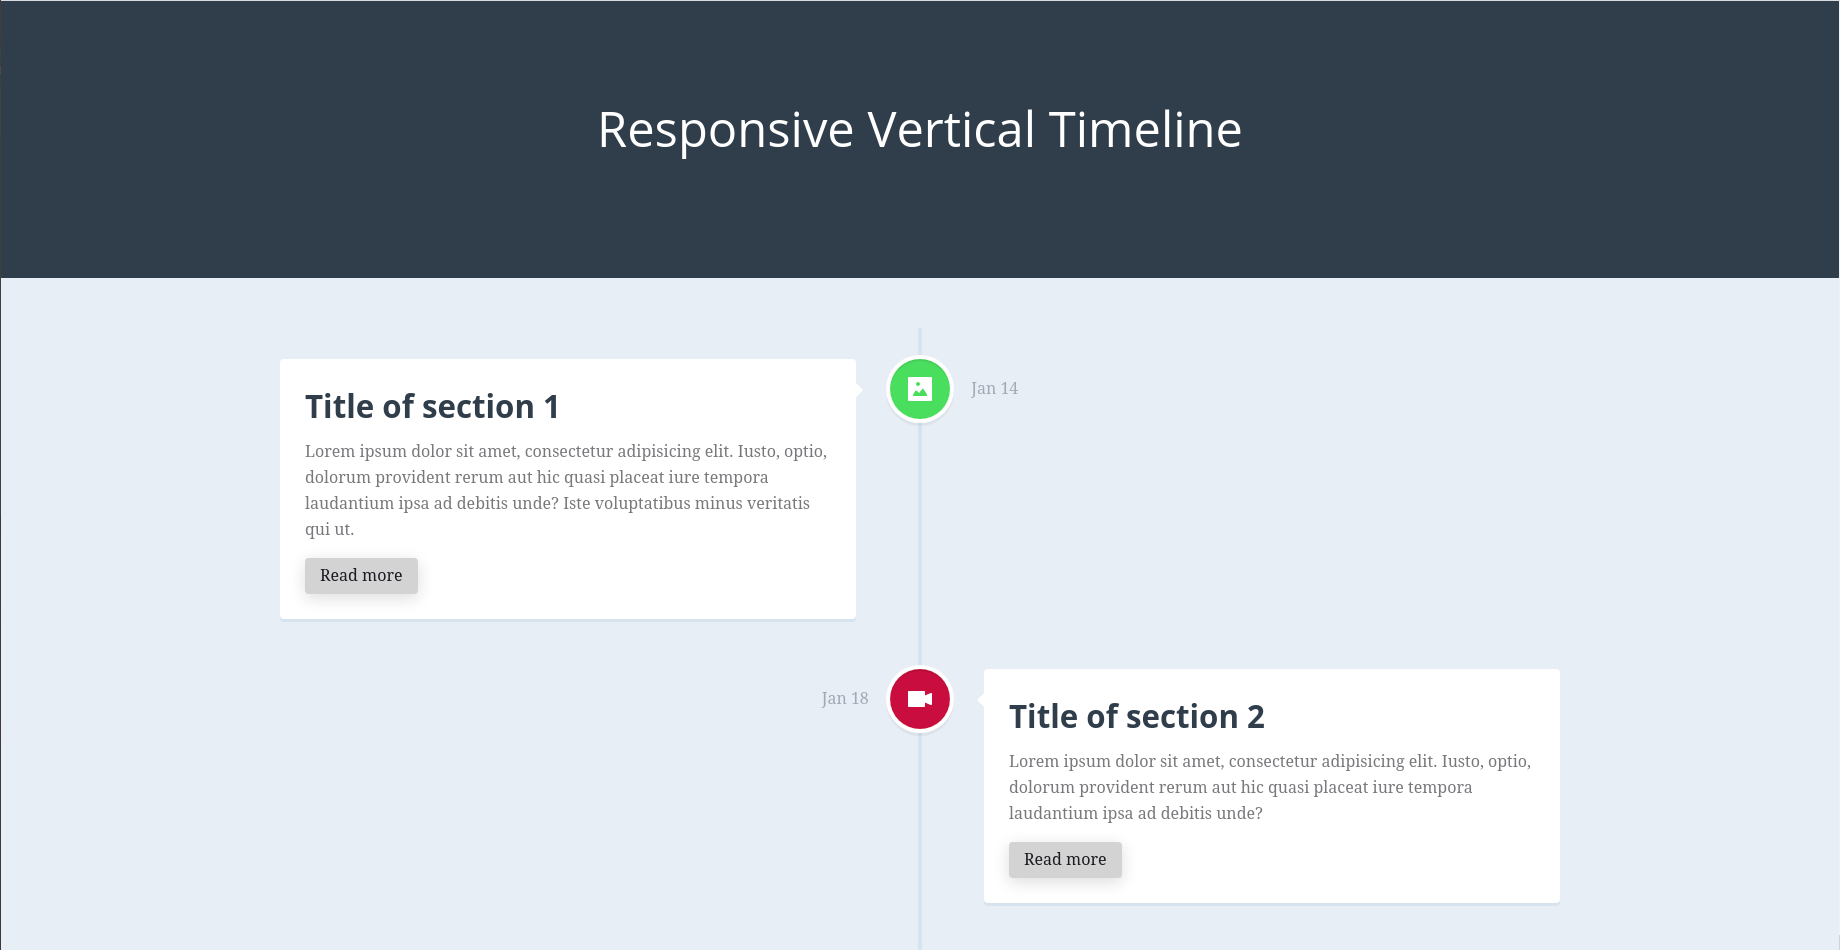 Responsive Vertical Timeline
Title of section 1
Lorem ipsum dolor sit amet, consectetur adipisicing elit. Iusto, optio,
dolorum provident rerum aut hic quasi placeat iure tempora
laudantium ipsa ad debitis unde? Iste voluptatibus minus veritatis
qui ut.
Read more
Jan 14
Jan 18
Title of section 2
Lorem ipsum dolor sit amet, consectetur adipisicing elit. Iusto, optio,
dolorum provident rerum aut hic quasi placeat iure tempora
laudantium ipsa ad debitis unde?
Read more